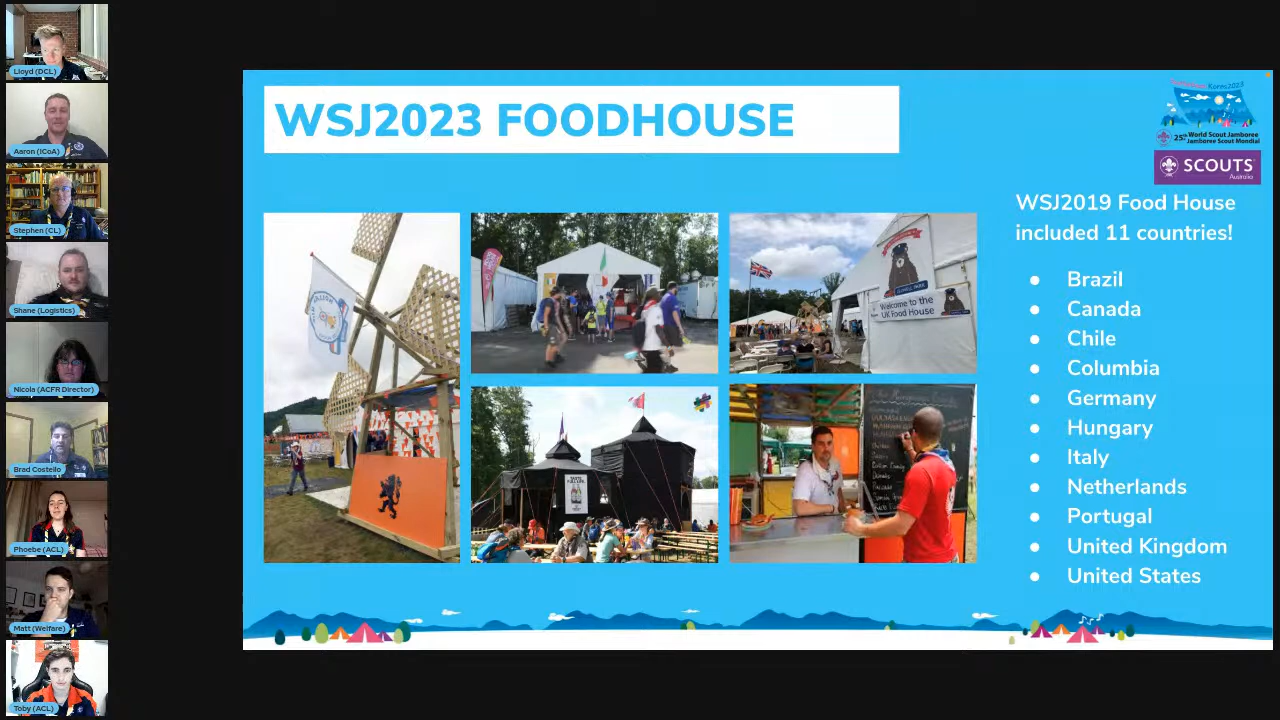 Lloyd (DCL)
Aaron (ICoA)
Stephen (CL)
Shane (Logistics)
Nicola (ACFR Director)
Brad Costello
Phoebe (ACL)
Matt (Welfare)
Toby (ACL)
WSJ2023 FOODHOUSE
Korea2023
25th World Scout Jamboree
Jamboree Scout Mondial
SCOUTS
Australia
WSJ2019 Food House
included 11 countries!
● Brazil
● Canada
● Chile
● Columbia
● Germany
● Hungary
● Italy
● Netherlands
● Portugal
● United Kingdom
● United States
Welcome to the
UK Food House